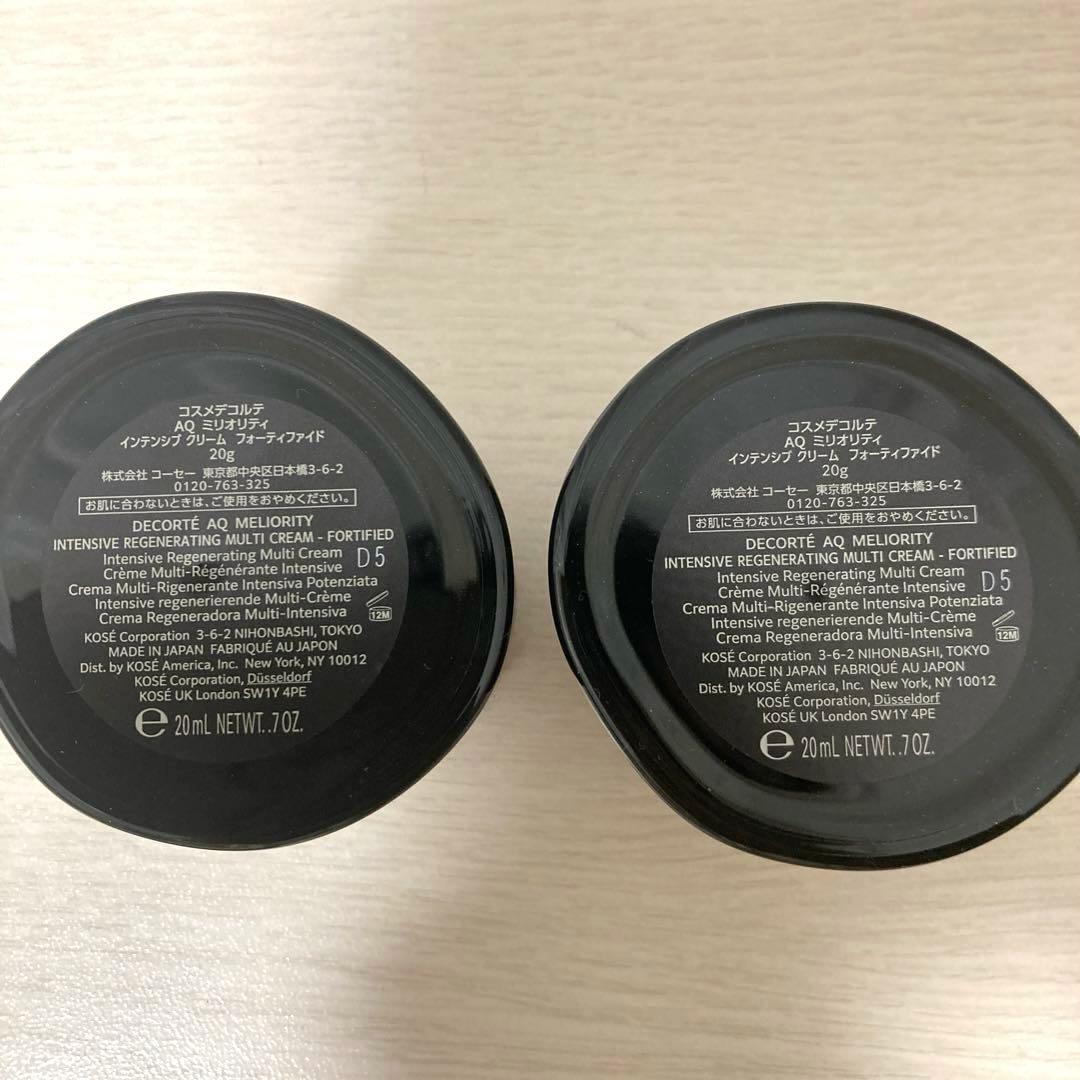 コスメデコルテ
AQ ミリオリティ
インテンシブ クリーム フォーティファイド
20g
株式会社 コーセー 東京都中央区日本橋3-6-2
0120-763-325
お肌に合わないときは、ご使用をおやめください。
DECORTÉ AQ MELIORITY
INTENSIVE REGENERATING MULTI CREAM - FORTIFIED
Intensive Regenerating Multi Cream
Crème Multi-Régénérante Intensive
D5
Crema Multi-Rigenerante Intensiva Potenziata
Intensive regenerierende Multi-Crème
Crema Regeneradora Multi-Intensiva
12M
KOSÉ Corporation 3-6-2 NIHONBASHI, TOKYO
MADE IN JAPAN FABRIQUÉ AU JAPON
Dist. by KOSÉ America, Inc. New York, NY 10012
KOSÉ Corporation, Düsseldorf
KOSÉ UK London SW1Y 4PE
e 20mL NETWT..7OZ.
コスメデコルテ
AQ ミリオリティ
インテンシブ クリーム フォーティファイド
20g
株式会社 コーセー 東京都中央区日本橋3-6-2
0120-763-325
お肌に合わないときは、ご使用をおやめください。
DECORTÉ AQ MELIORITY
INTENSIVE REGENERATING MULTI CREAM - FORTIFIED
Intensive Regenerating Multi Cream
Crème Multi-Régénérante Intensive
D5
Crema Multi-Rigenerante Intensiva Potenziata
Intensive regenerierende Multi-Crème
Crema Regeneradora Multi-Intensiva
12M
KOSÉ Corporation 3-6-2 NIHONBASHI, TOKYO
MADE IN JAPAN FABRIQUÉ AU JAPON
Dist. by KOSÉ America, Inc. New York, NY 10012
KOSÉ Corporation, Düsseldorf
KOSÉ UK London SW1Y 4PE
e 20mL NETWT..7OZ.